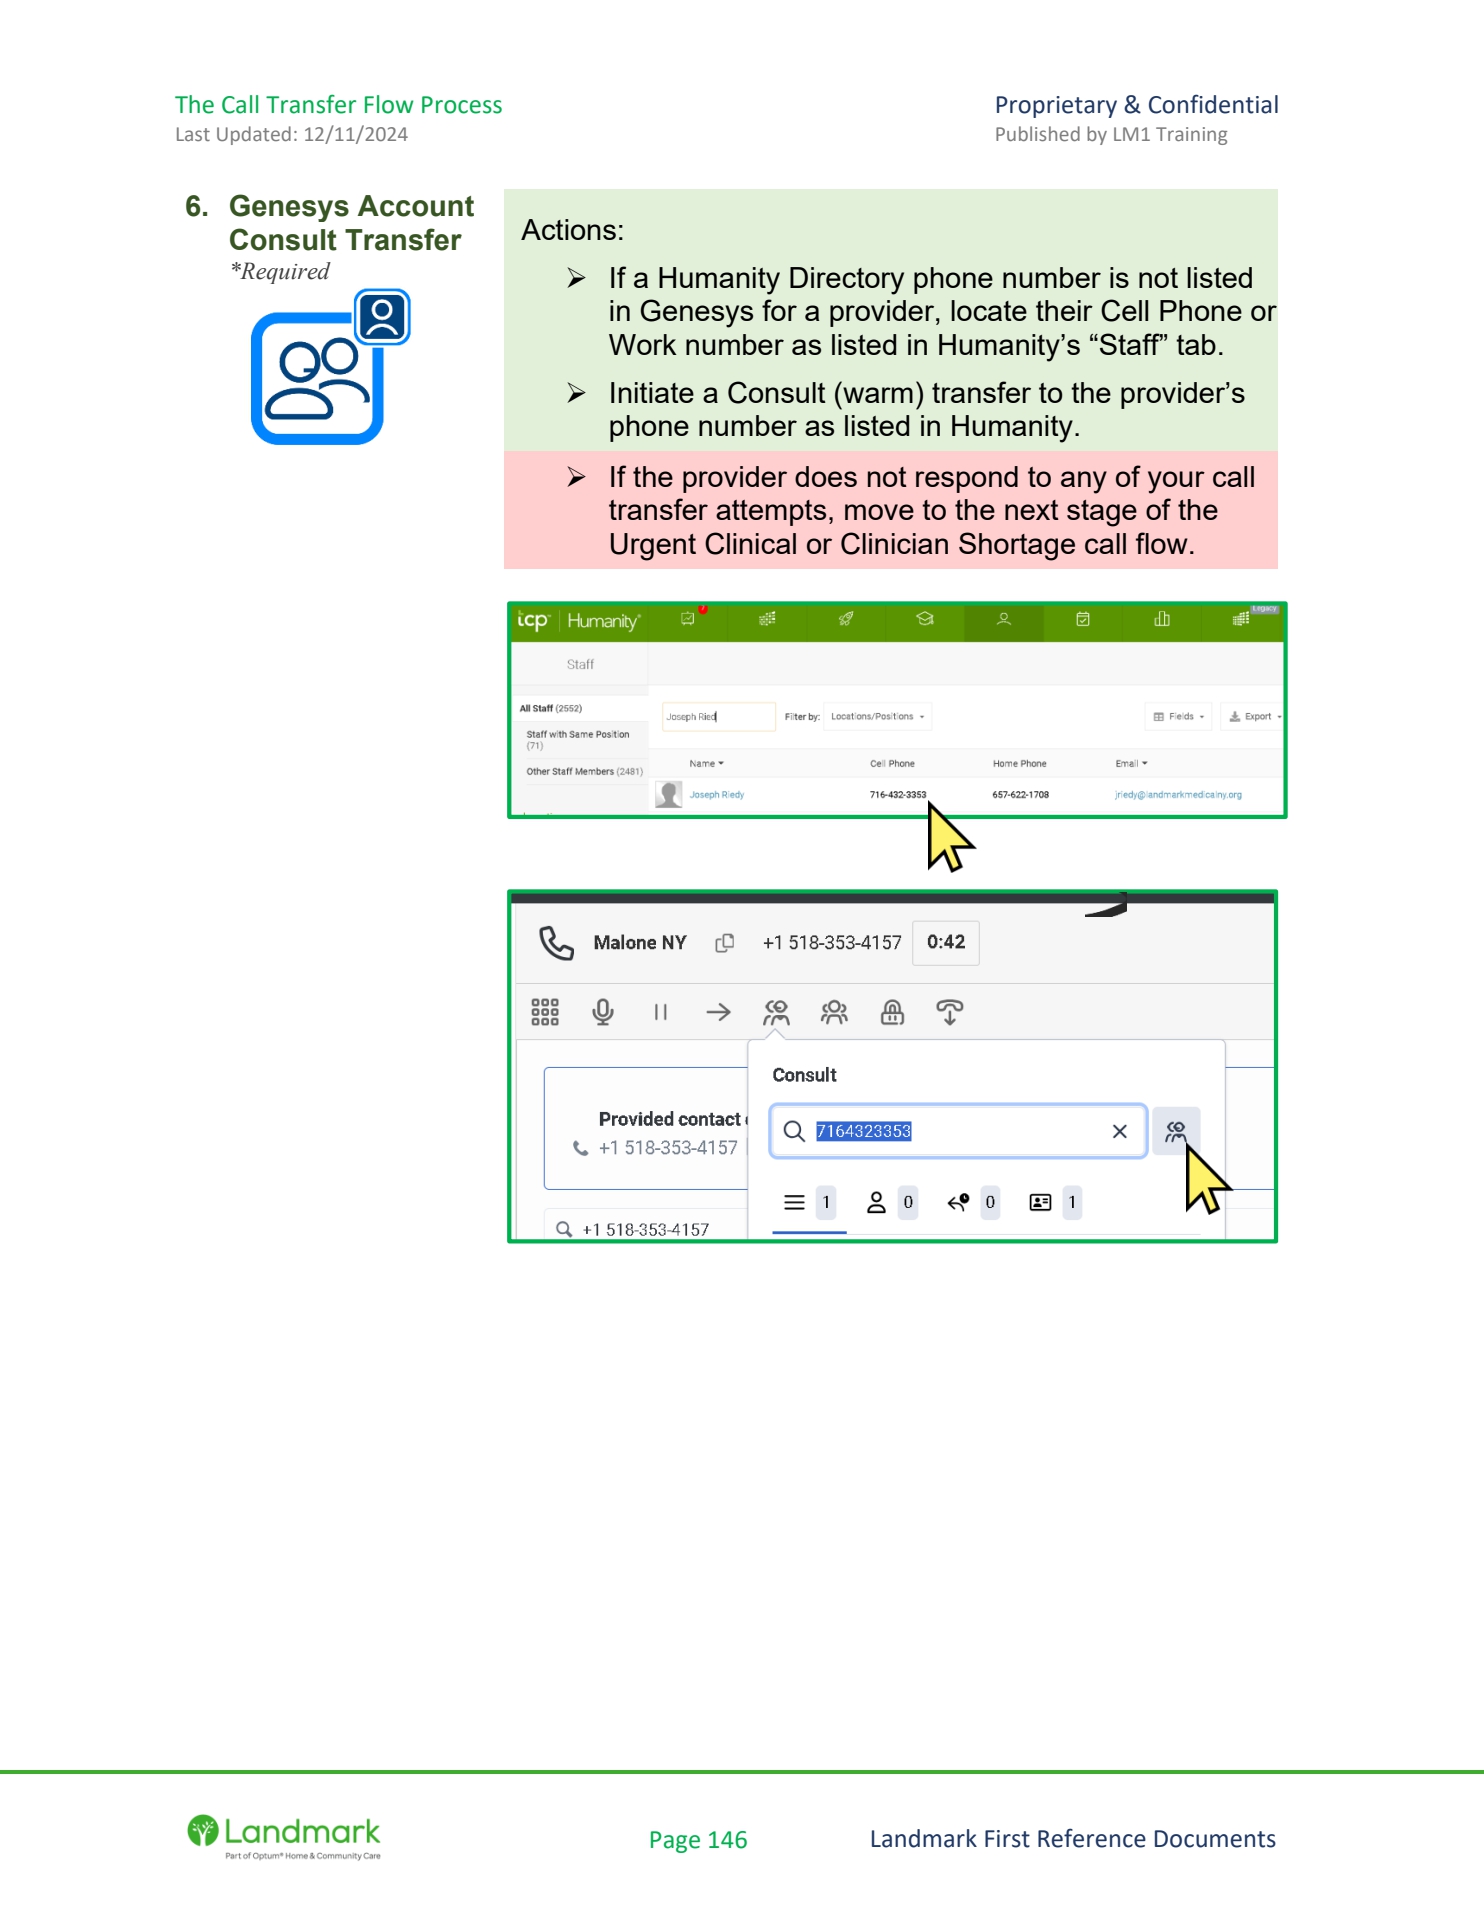 The Call Transfer Flow Process
Proprietary & Confidential
Last Updated: 12/11/2024
Published by LM1 Training
6. Genesys Account
Consult Transfer
*Required
Actions:
➢ If a Humanity Directory phone number is not listed
in Genesys for a provider, locate their Cell Phone or
Work number as listed in Humanity’s “Staff” tab.
➢ Initiate a Consult (warm) transfer to the provider’s
phone number as listed in Humanity.
➢ If the provider does not respond to any of your call
transfer attempts, move to the next stage of the
Urgent Clinical or Clinician Shortage call flow.
tcp Humanity
Legacy
Staff
All Staff (2552)
Staff with Same Position
(71)
Other Staff Members (2481)
Joseph Ried
Filter by: Locations/Positions
Fields
Export
Name
Cell Phone
Home Phone
Email
Joseph Riedy
716-432-3353
657-622-1708
jriedy@landmarkmedicalny.org
Malone NY
+1 518-353-4157
0:42
Consult
Provided contact
+1 518-353-4157
7164323353
1
0
0
1
+1 518-353-4157
Landmark
Part of Optum® Home & Community Care
Page 146
Landmark First Reference Documents